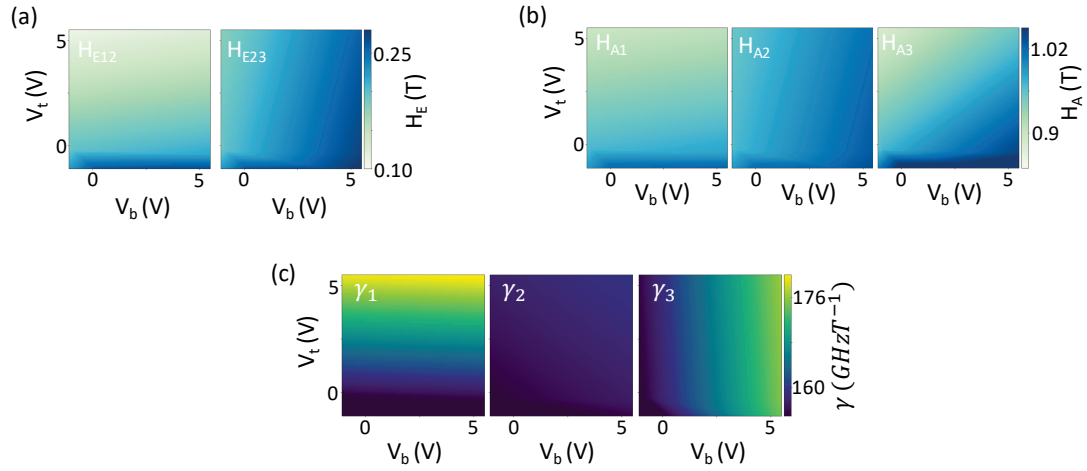 (a)
H_E12
H_E23
5
0
V_t (V)
0 5
0 5
V_b (V)
V_b (V)
0.25
0.10
H_E (T)
(b)
H_A1
H_A2
H_A3
5
0
V_t (V)
0 5
0 5
0 5
V_b (V)
V_b (V)
V_b (V)
1.02
0.9
H_A (T)
(c)
γ_1
γ_2
γ_3
5
0
V_t (V)
0 5
0 5
0 5
V_b (V)
V_b (V)
V_b (V)
176
160
γ (GHzT⁻¹)